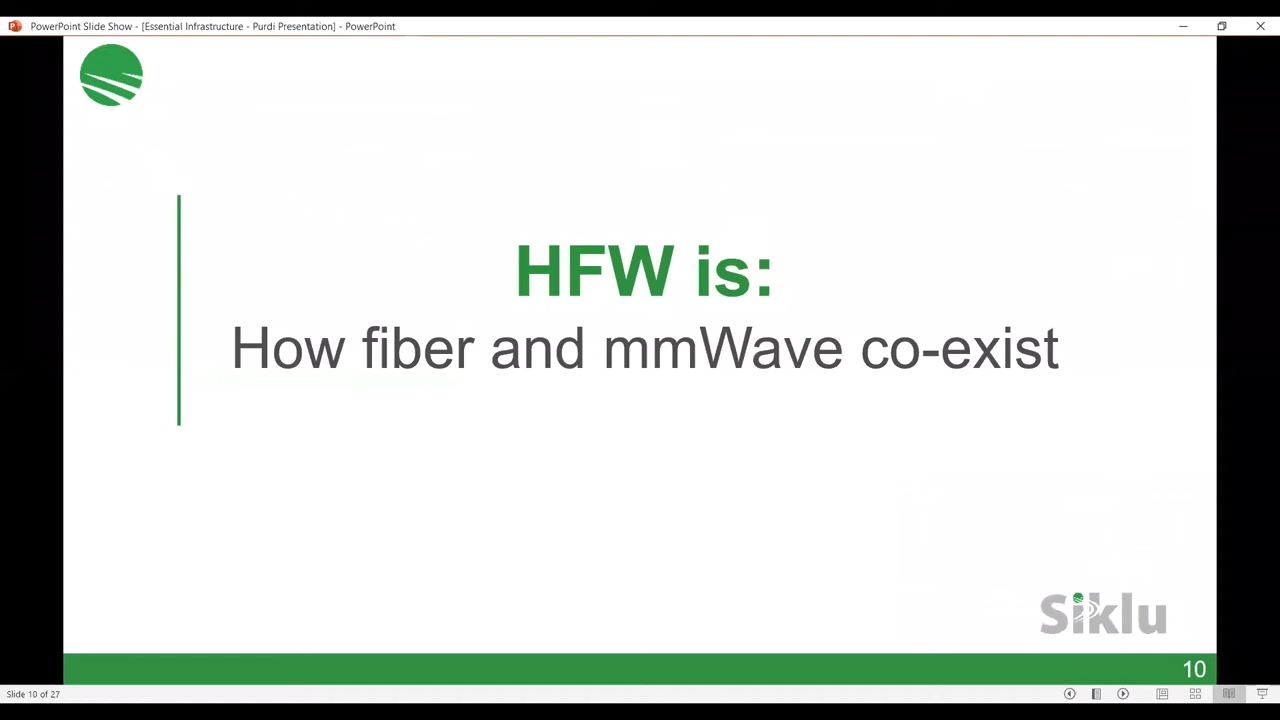 PowerPoint Slide Show - [Essential Infrastructure - Purdi Presentation] - PowerPoint
HFW is:
How fiber and mmWave co-exist
Siklu
10
Slide 10 of 27